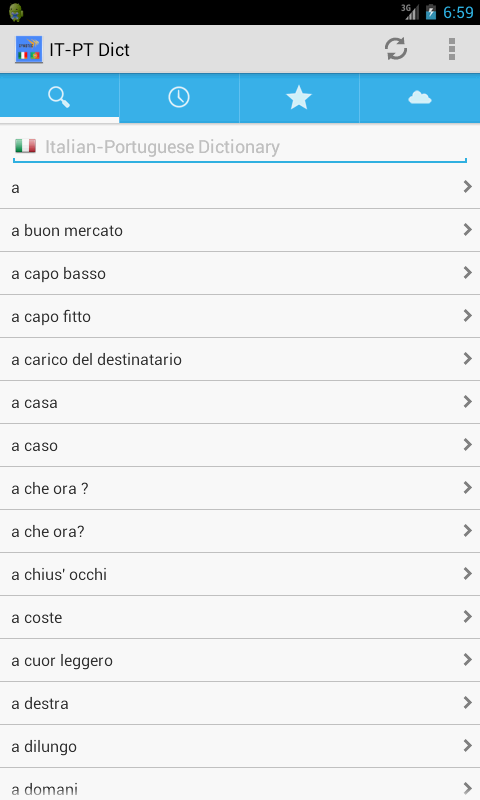 3G 6:59
IT-PT Dict
Italian-Portuguese Dictionary
a
a buon mercato
a capo basso
a capo fitto
a carico del destinatario
a casa
a caso
a che ora ?
a che ora?
a chius' occhi
a coste
a cuor leggero
a destra
a dilungo
a domani